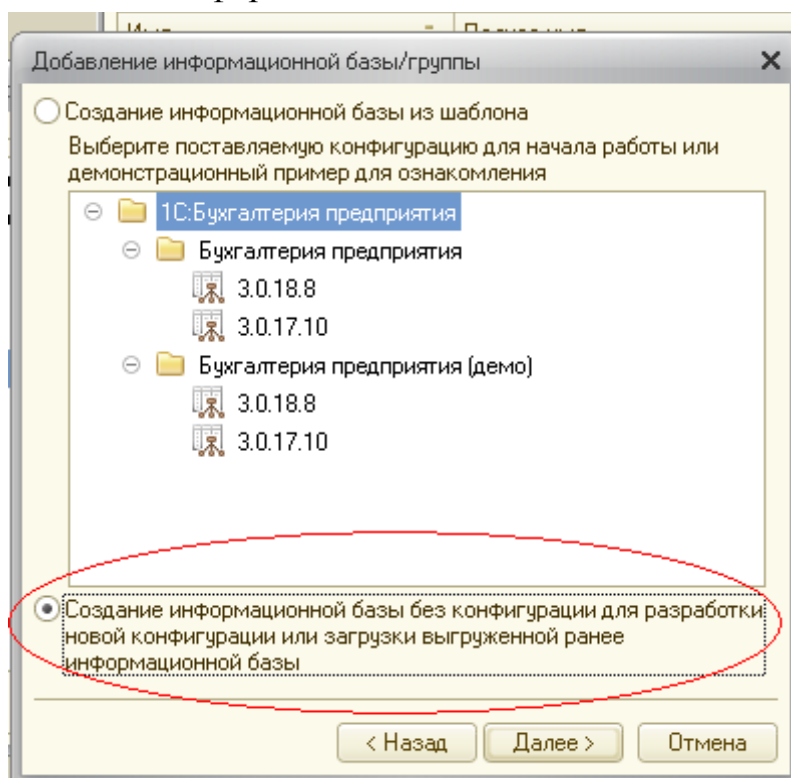 Добавление информационной базы/группы
Создание информационной базы из шаблона
Выберите поставляемую конфигурацию для начала работы или
демонстрационный пример для ознакомления
1С:Бухгалтерия предприятия
Бухгалтерия предприятия
3.0.18.8
3.0.17.10
Бухгалтерия предприятия (демо)
3.0.18.8
3.0.17.10
Создание информационной базы без конфигурации для разработки
новой конфигурации или загрузки выгруженной ранее
информационной базы
< Назад Далее > Отмена